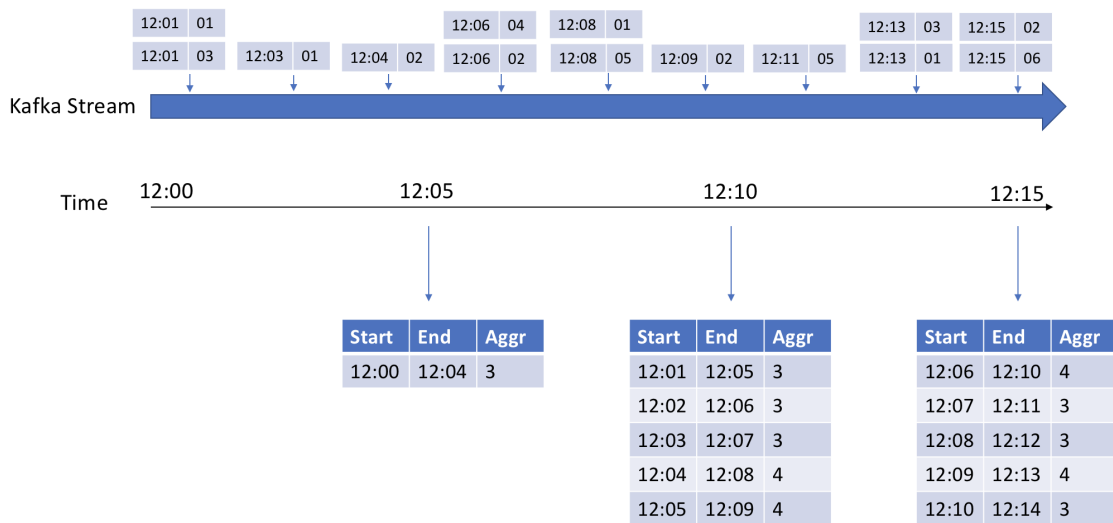 12:06 04 12:08 01 12:13 03 12:15 02
12:01 01
12:01 03 12:03 01 12:04 02 12:06 02 12:08 05 12:09 02 12:11 05 12:13 01 12:15 06
Kafka Stream
12:00 12:05 12:10 12:15
Time
Start End Aggr
12:00 12:04 3
Start End Aggr
12:01 12:05 3
12:02 12:06 3
12:03 12:07 3
12:04 12:08 4
12:05 12:09 4
Start End Aggr
12:06 12:10 4
12:07 12:11 3
12:08 12:12 3
12:09 12:13 4
12:10 12:14 3